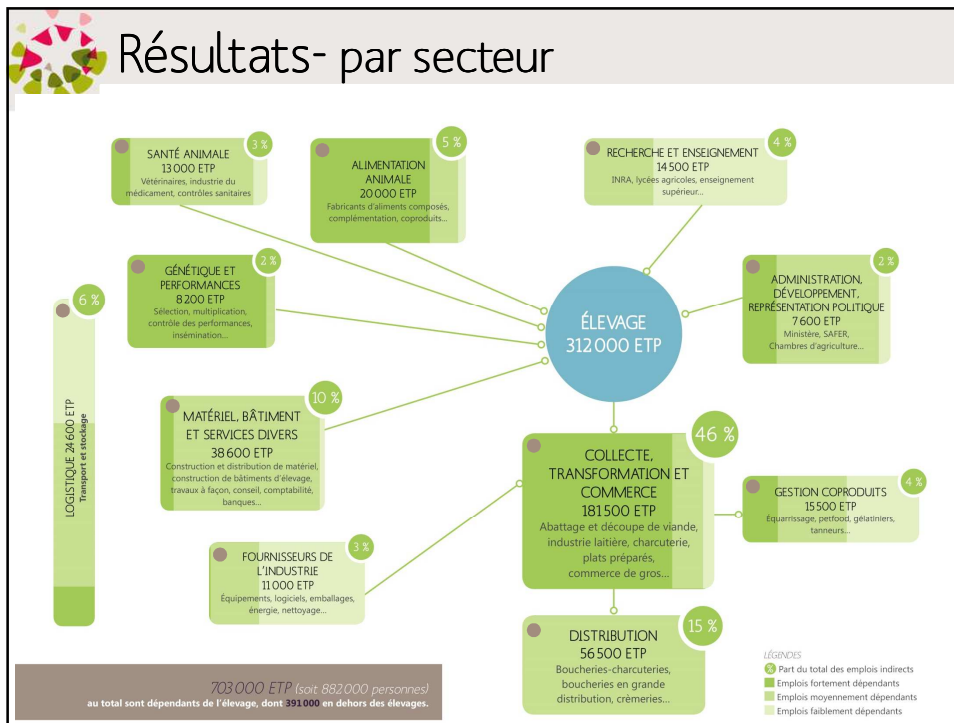 Résultats- par secteur
SANTÉ ANIMALE
13 000 ETP
Vétérinaires, industrie du
médicament, contrôles sanitaires
3 %
ALIMENTATION
ANIMALE
20 000 ETP
Fabricants d'aliments composés,
complémentation, coproduits...
5 %
RECHERCHE ET ENSEIGNEMENT
14 500 ETP
INRA, lycées agricoles, enseignement
supérieur...
4 %
GÉNÉTIQUE ET
PERFORMANCES
8 200 ETP
Sélection, multiplication,
contrôle des performances,
insémination...
2 %
ADMINISTRATION,
DÉVELOPPEMENT,
REPRÉSENTATION POLITIQUE
7 600 ETP
Ministère, SAFER,
Chambres d'agriculture...
2 %
ÉLEVAGE
312 000 ETP
6 %
LOGISTIQUE 24 600 ETP
Transport et stockage
MATÉRIEL, BÂTIMENT
ET SERVICES DIVERS
38 600 ETP
Construction et distribution de matériel,
construction de bâtiments d'élevage,
travaux à façon, conseil, comptabilité,
banques...
10 %
COLLECTE,
TRANSFORMATION ET
COMMERCE
181 500 ETP
Abattage et découpe de viande,
industrie laitière, charcuterie,
plats préparés,
commerce de gros...
46 %
GESTION COPRODUITS
15 500 ETP
Équarrissage, petfood, gélatiniers,
tanneurs...
4 %
FOURNISSEURS DE
L'INDUSTRIE
11 000 ETP
Équipements, logiciels, emballages,
énergie, nettoyage...
3 %
DISTRIBUTION
56 500 ETP
Boucheries-charcuteries,
boucheries en grande
distribution, crèmeries...
15 %
703 000 ETP (soit 882 000 personnes)
au total sont dépendants de l'élevage, dont 391 000 en dehors des élevages.
LÉGENDES
% Part du total des emplois indirects
Emplois fortement dépendants
Emplois moyennement dépendants
Emplois faiblement dépendants